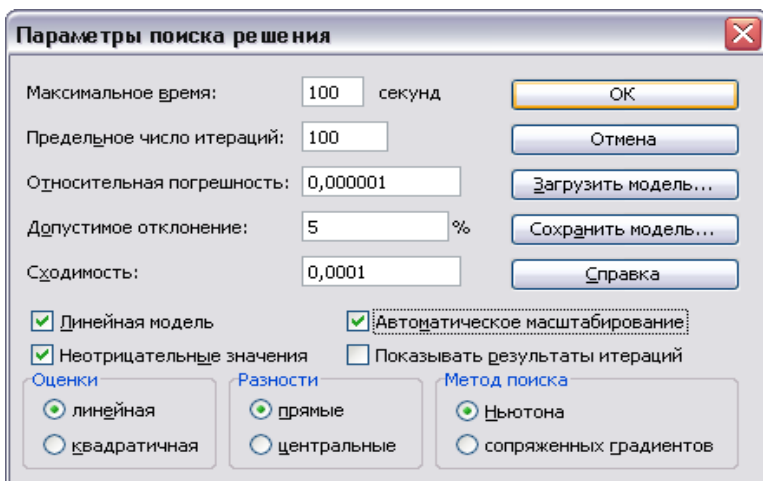 Параметры поиска решения
Максимальное время: 100 секунд
ОК
Предельное число итераций: 100
Отмена
Относительная погрешность: 0,000001
Загрузить модель...
Допустимое отклонение: 5 %
Сохранить модель...
Сходимость: 0,0001
Справка
Линейная модель
Автоматическое масштабирование
Неотрицательные значения
Показывать результаты итераций
Оценки
Разности
Метод поиска
линейная
прямые
Ньютона
квадратичная
центральные
сопряженных градиентов